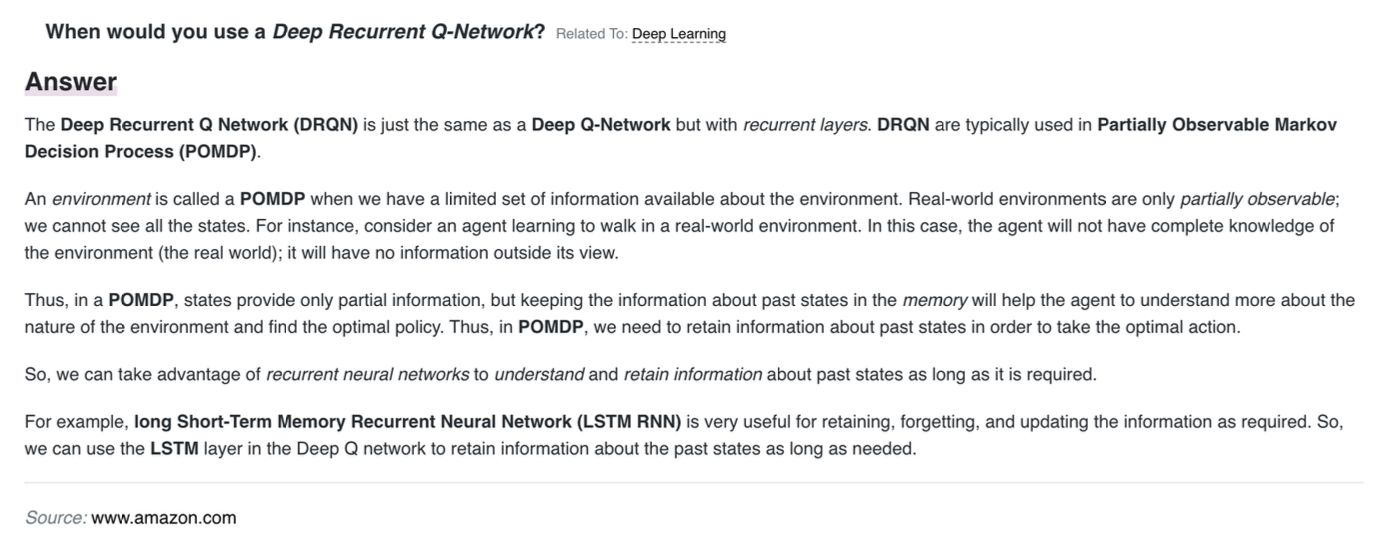 When would you use a Deep Recurrent Q-Network? Related To: Deep Learning
Answer
The Deep Recurrent Q Network (DRQN) is just the same as a Deep Q-Network but with recurrent layers. DRQN are typically used in Partially Observable Markov
Decision Process (POMDP).
An environment is called a POMDP when we have a limited set of information available about the environment. Real-world environments are only partially observable;
we cannot see all the states. For instance, consider an agent learning to walk in a real-world environment. In this case, the agent will not have complete knowledge of
the environment (the real world); it will have no information outside its view.
Thus, in a POMDP, states provide only partial information, but keeping the information about past states in the memory will help the agent to understand more about the
nature of the environment and find the optimal policy. Thus, in POMDP, we need to retain information about past states in order to take the optimal action.
So, we can take advantage of recurrent neural networks to understand and retain information about past states as long as it is required.
For example, long Short-Term Memory Recurrent Neural Network (LSTM RNN) is very useful for retaining, forgetting, and updating the information as required. So,
we can use the LSTM layer in the Deep Q network to retain information about the past states as long as needed.
Source: www.amazon.com